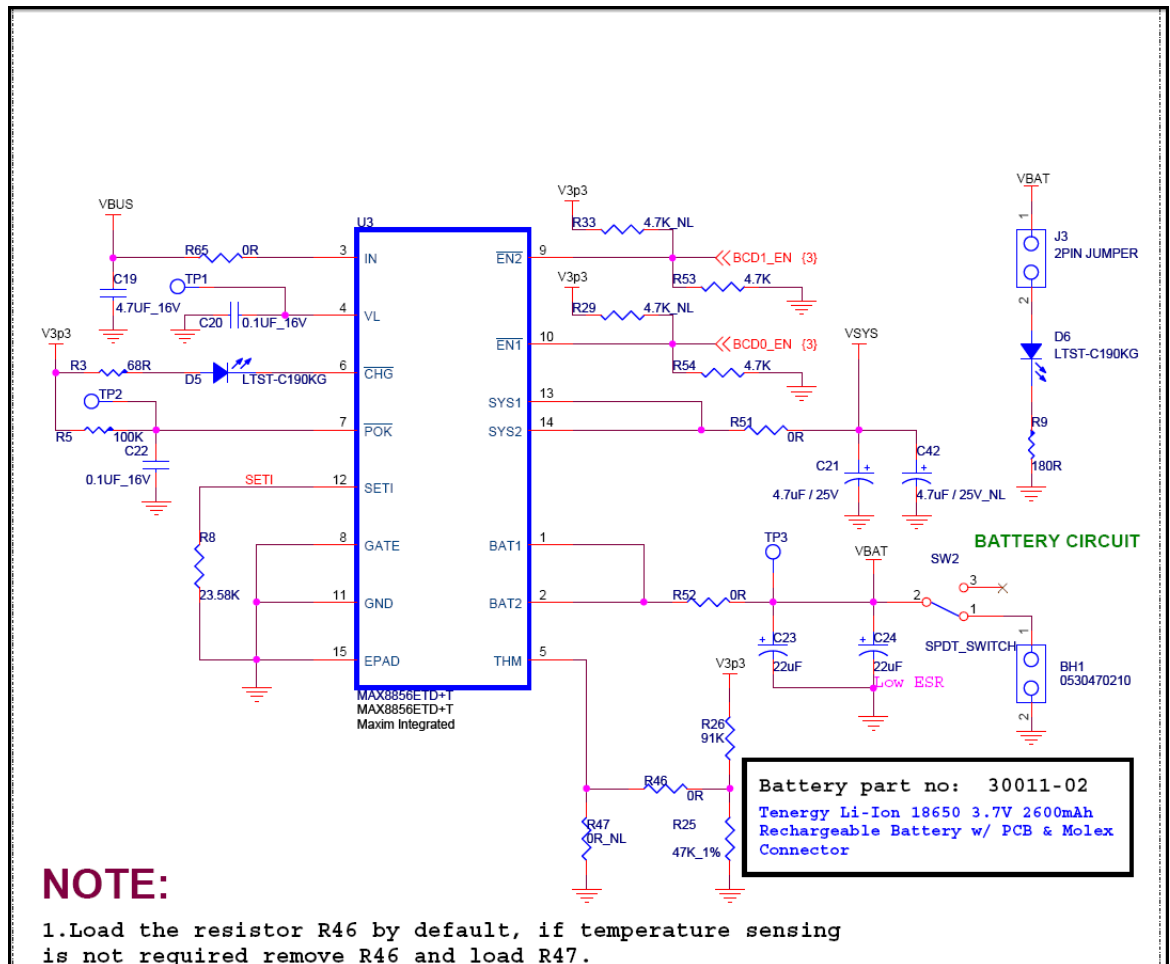 VBUS
V3p3
VBAT
U3
R33
4.7K_NL
1
J3
2PIN JUMPER
2
R65
0R
3
IN
EN2
9
BCD1_EN {3}
TP1
C19
4.7UF_16V
V3p3
R53
4.7K
4
VL
C20
0.1UF_16V
R29
4.7K_NL
V3p3
EN1
10
BCD0_EN {3}
VSYS
D6
LTST-C190KG
R3
68R
D5
LTST-C190KG
6
CHG
R54
4.7K
TP2
SYS1
13
R5
100K
7
POK
SYS2
14
R51
0R
R9
180R
C22
0.1UF_16V
C21
4.7uF / 25V
C42
4.7uF / 25V_NL
SETI
12
SETI
R8
23.58K
8
GATE
BAT1
1
TP3
VBAT
BATTERY CIRCUIT
SW2
3
2
1
SPDT_SWITCH
11
GND
BAT2
2
R52
0R
C23
22uF
C24
22uF
Low ESR
1
BH1
0530470210
2
15
EPAD
THM
5
V3p3
MAX8856ETD+T
MAX8856ETD+T
Maxim Integrated
R26
91K
R46
0R
R47
0R_NL
R25
47K_1%
Battery part no: 30011-02
Tenergy Li-Ion 18650 3.7V 2600mAh
Rechargeable Battery w/ PCB & Molex
Connector
NOTE:
1.Load the resistor R46 by default, if temperature sensing
is not required remove R46 and load R47.